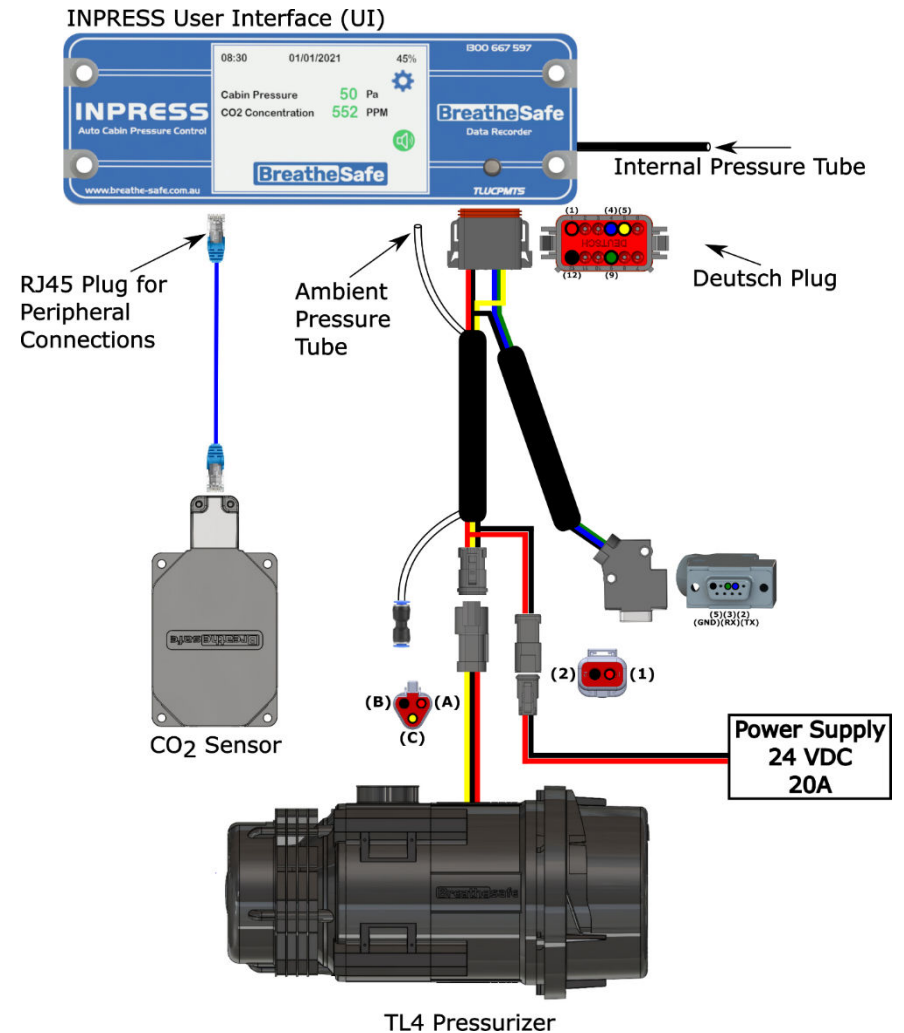 INPRESS User Interface (UI)
1300 667 597
08:30 01/01/2021 45%
Cabin Pressure 50 Pa
CO2 Concentration 552 PPM
INPRESS
Auto Cabin Pressure Control
BreatheSafe
Data Recorder
BreatheSafe
www.breathe-safe.com.au
TLUCPMTS
Internal Pressure Tube
(1) (4) (5)
DEUTSCH
(12) (9)
Deutsch Plug
RJ45 Plug for
Peripheral
Connections
Ambient
Pressure
Tube
Breathesafe
CO2 Sensor
(5)(3)(2)
(GND)(RX)(TX)
(2) (1)
(B) (A)
(C)
Power Supply
24 VDC
20A
Breathesafe
TL4 Pressurizer